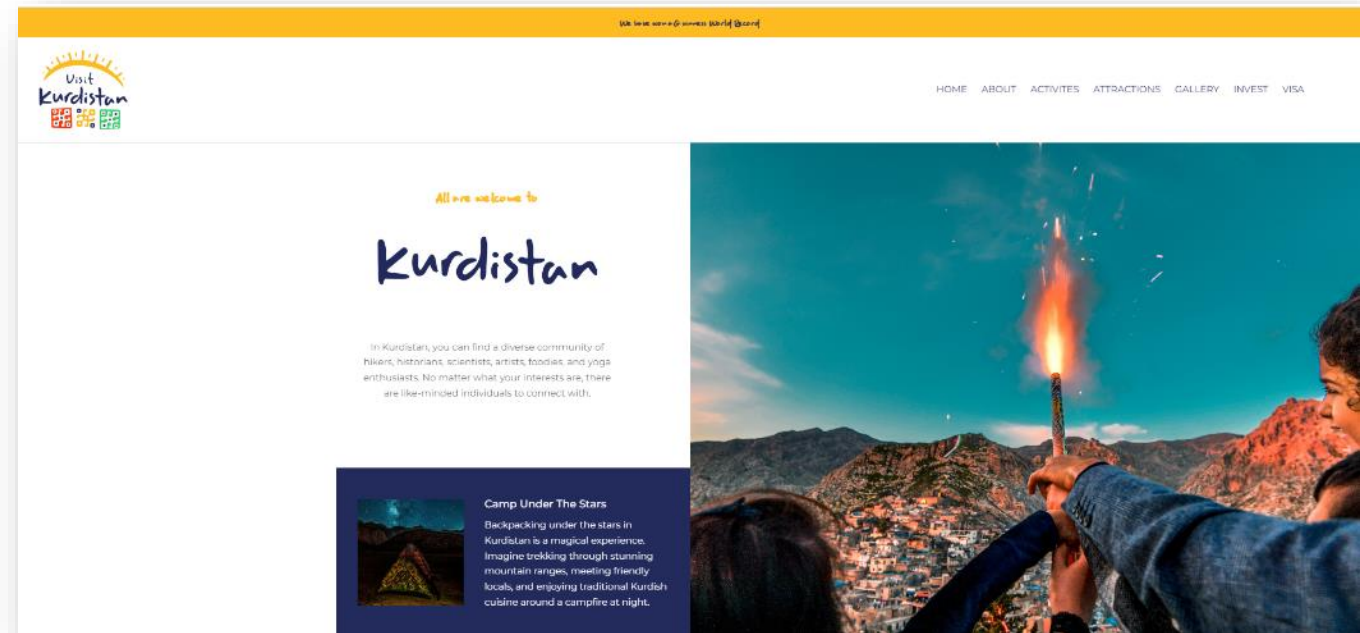 We have won a Guinness World Record
Visit
Kurdistan
HOME ABOUT ACTIVITES ATTRACTIONS GALLERY INVEST VISA
All are welcome to
Kurdistan
In Kurdistan, you can find a diverse community of
hikers, historians, scientists, artists, foodies, and yoga
enthusiasts. No matter what your interests are, there
are like-minded individuals to connect with.
Camp Under The Stars
Backpacking under the stars in
Kurdistan is a magical experience.
Imagine trekking through stunning
mountain ranges, meeting friendly
locals, and enjoying traditional Kurdish
cuisine around a campfire at night.